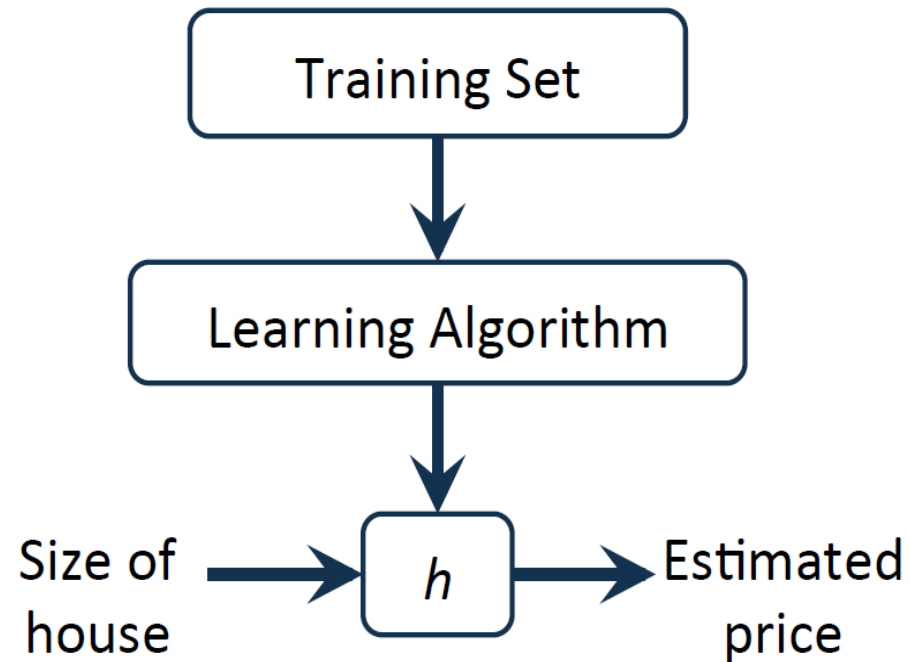 Training Set
Learning Algorithm
Size of
house
h
Estimated
price